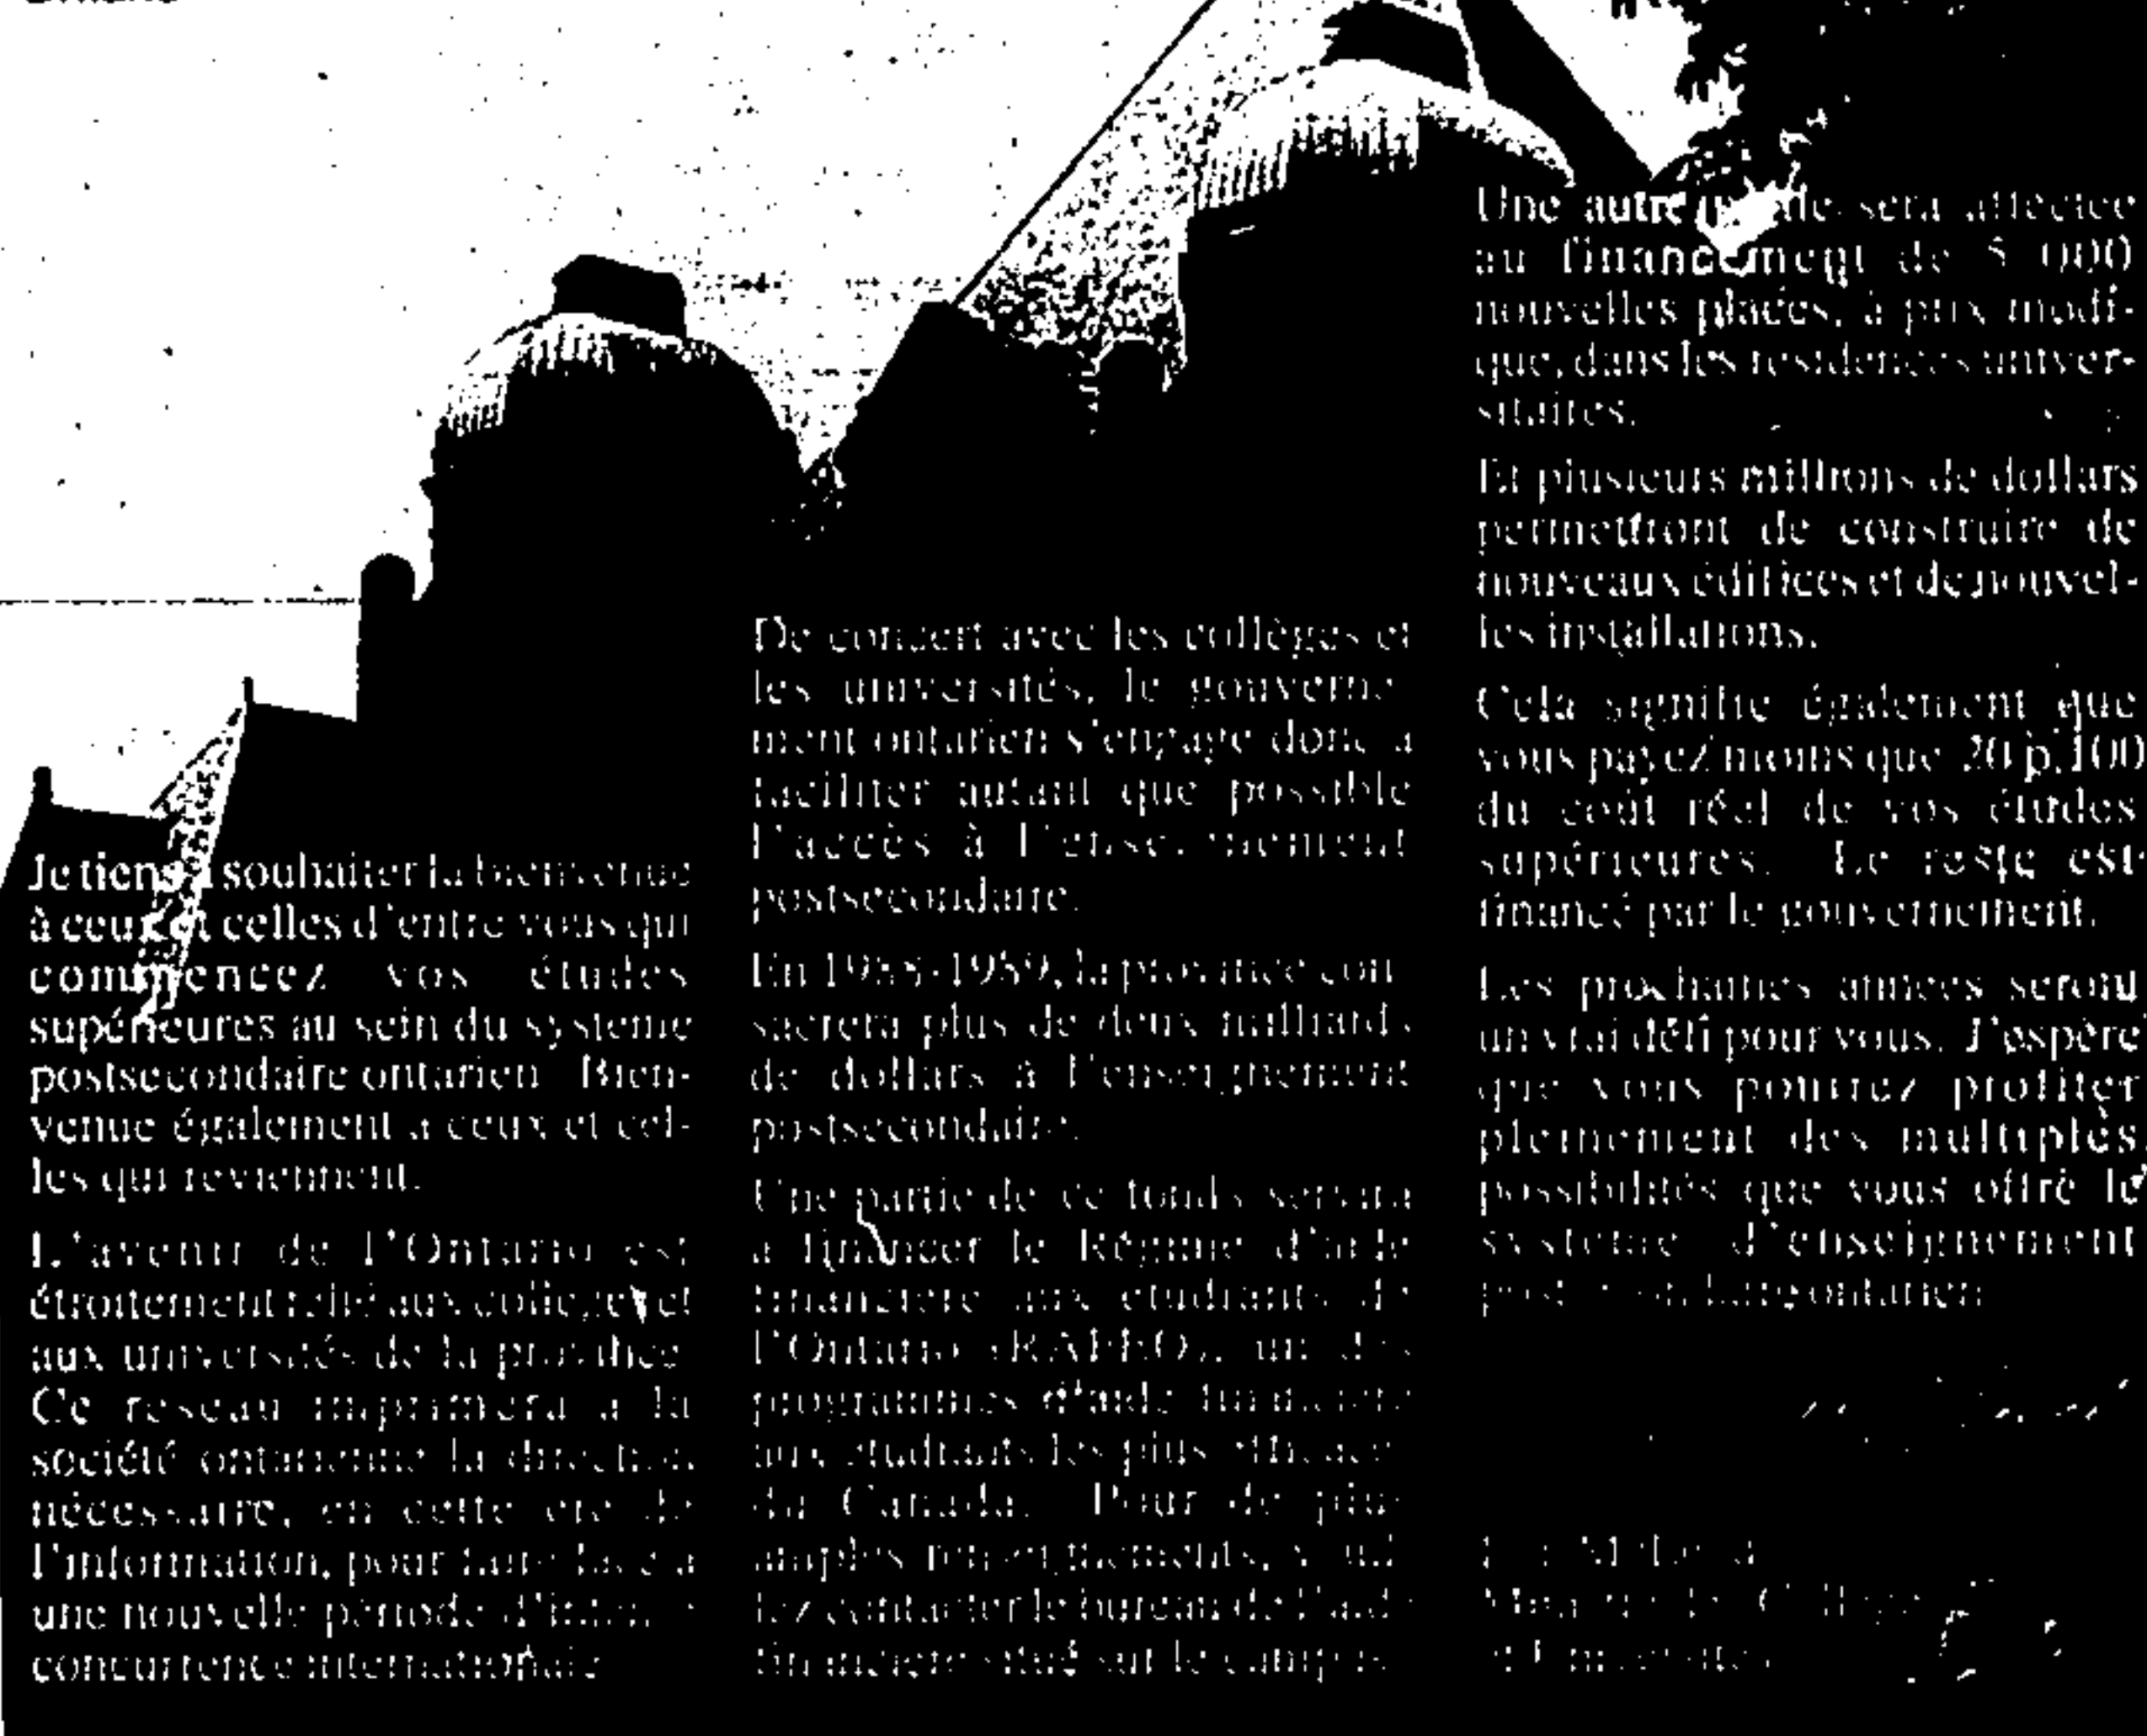 Je tiens à souhaiter la bienvenue
à ceux et celles d'entre vous qui
commencez vos études
supérieures au sein du système
postsecondaire ontarien Bien-
venue également à ceux et cel-
les qui reviennent.
L'avenir de l'Ontario est
étroitement relié aux collèges et
aux universités de la province
Ce réseau imprimera à la
société ontarienne la direction
nécessaire, en cette ère de
l'information, pour faire face à
une nouvelle période d'intense
concurrence internationale
De concert avec les collèges et
les universités, le gouverne-
ment ontarien s'engage donc à
faciliter autant que possible
l'accès à l'enseignement
postsecondaire.
En 1988-1989, la province con-
sacrera plus de deux milliards
de dollars à l'enseignement
postsecondaire.
Une partie de ce fonds servira
à financer le Régime d'aide
financière aux étudiants de
l'Ontario (RAFEO), un des
programmes d'aide financière
aux étudiants les plus efficaces
du Canada. Pour de plus
amples renseignements, veuil-
lez contacter le bureau de l'aide
financière situé sur le campus
Une autre sera affectée
au financement de 5 000
nouvelles places, à prix modi-
que, dans les résidences univer-
sitaires.
Et plusieurs millions de dollars
permettront de construire de
nouveaux édifices et de nouvel-
les installations.
Cela signifie également que
vous payez moins que 20 p. 100
du coût réel de vos études
supérieures. Le reste est
financé par le gouvernement.
Les prochaines années seront
un vrai défi pour vous. J'espère
que vous pourrez profiter
pleinement des multiples
possibilités que vous offre le
système d'enseignement
postsecondaire ontarien